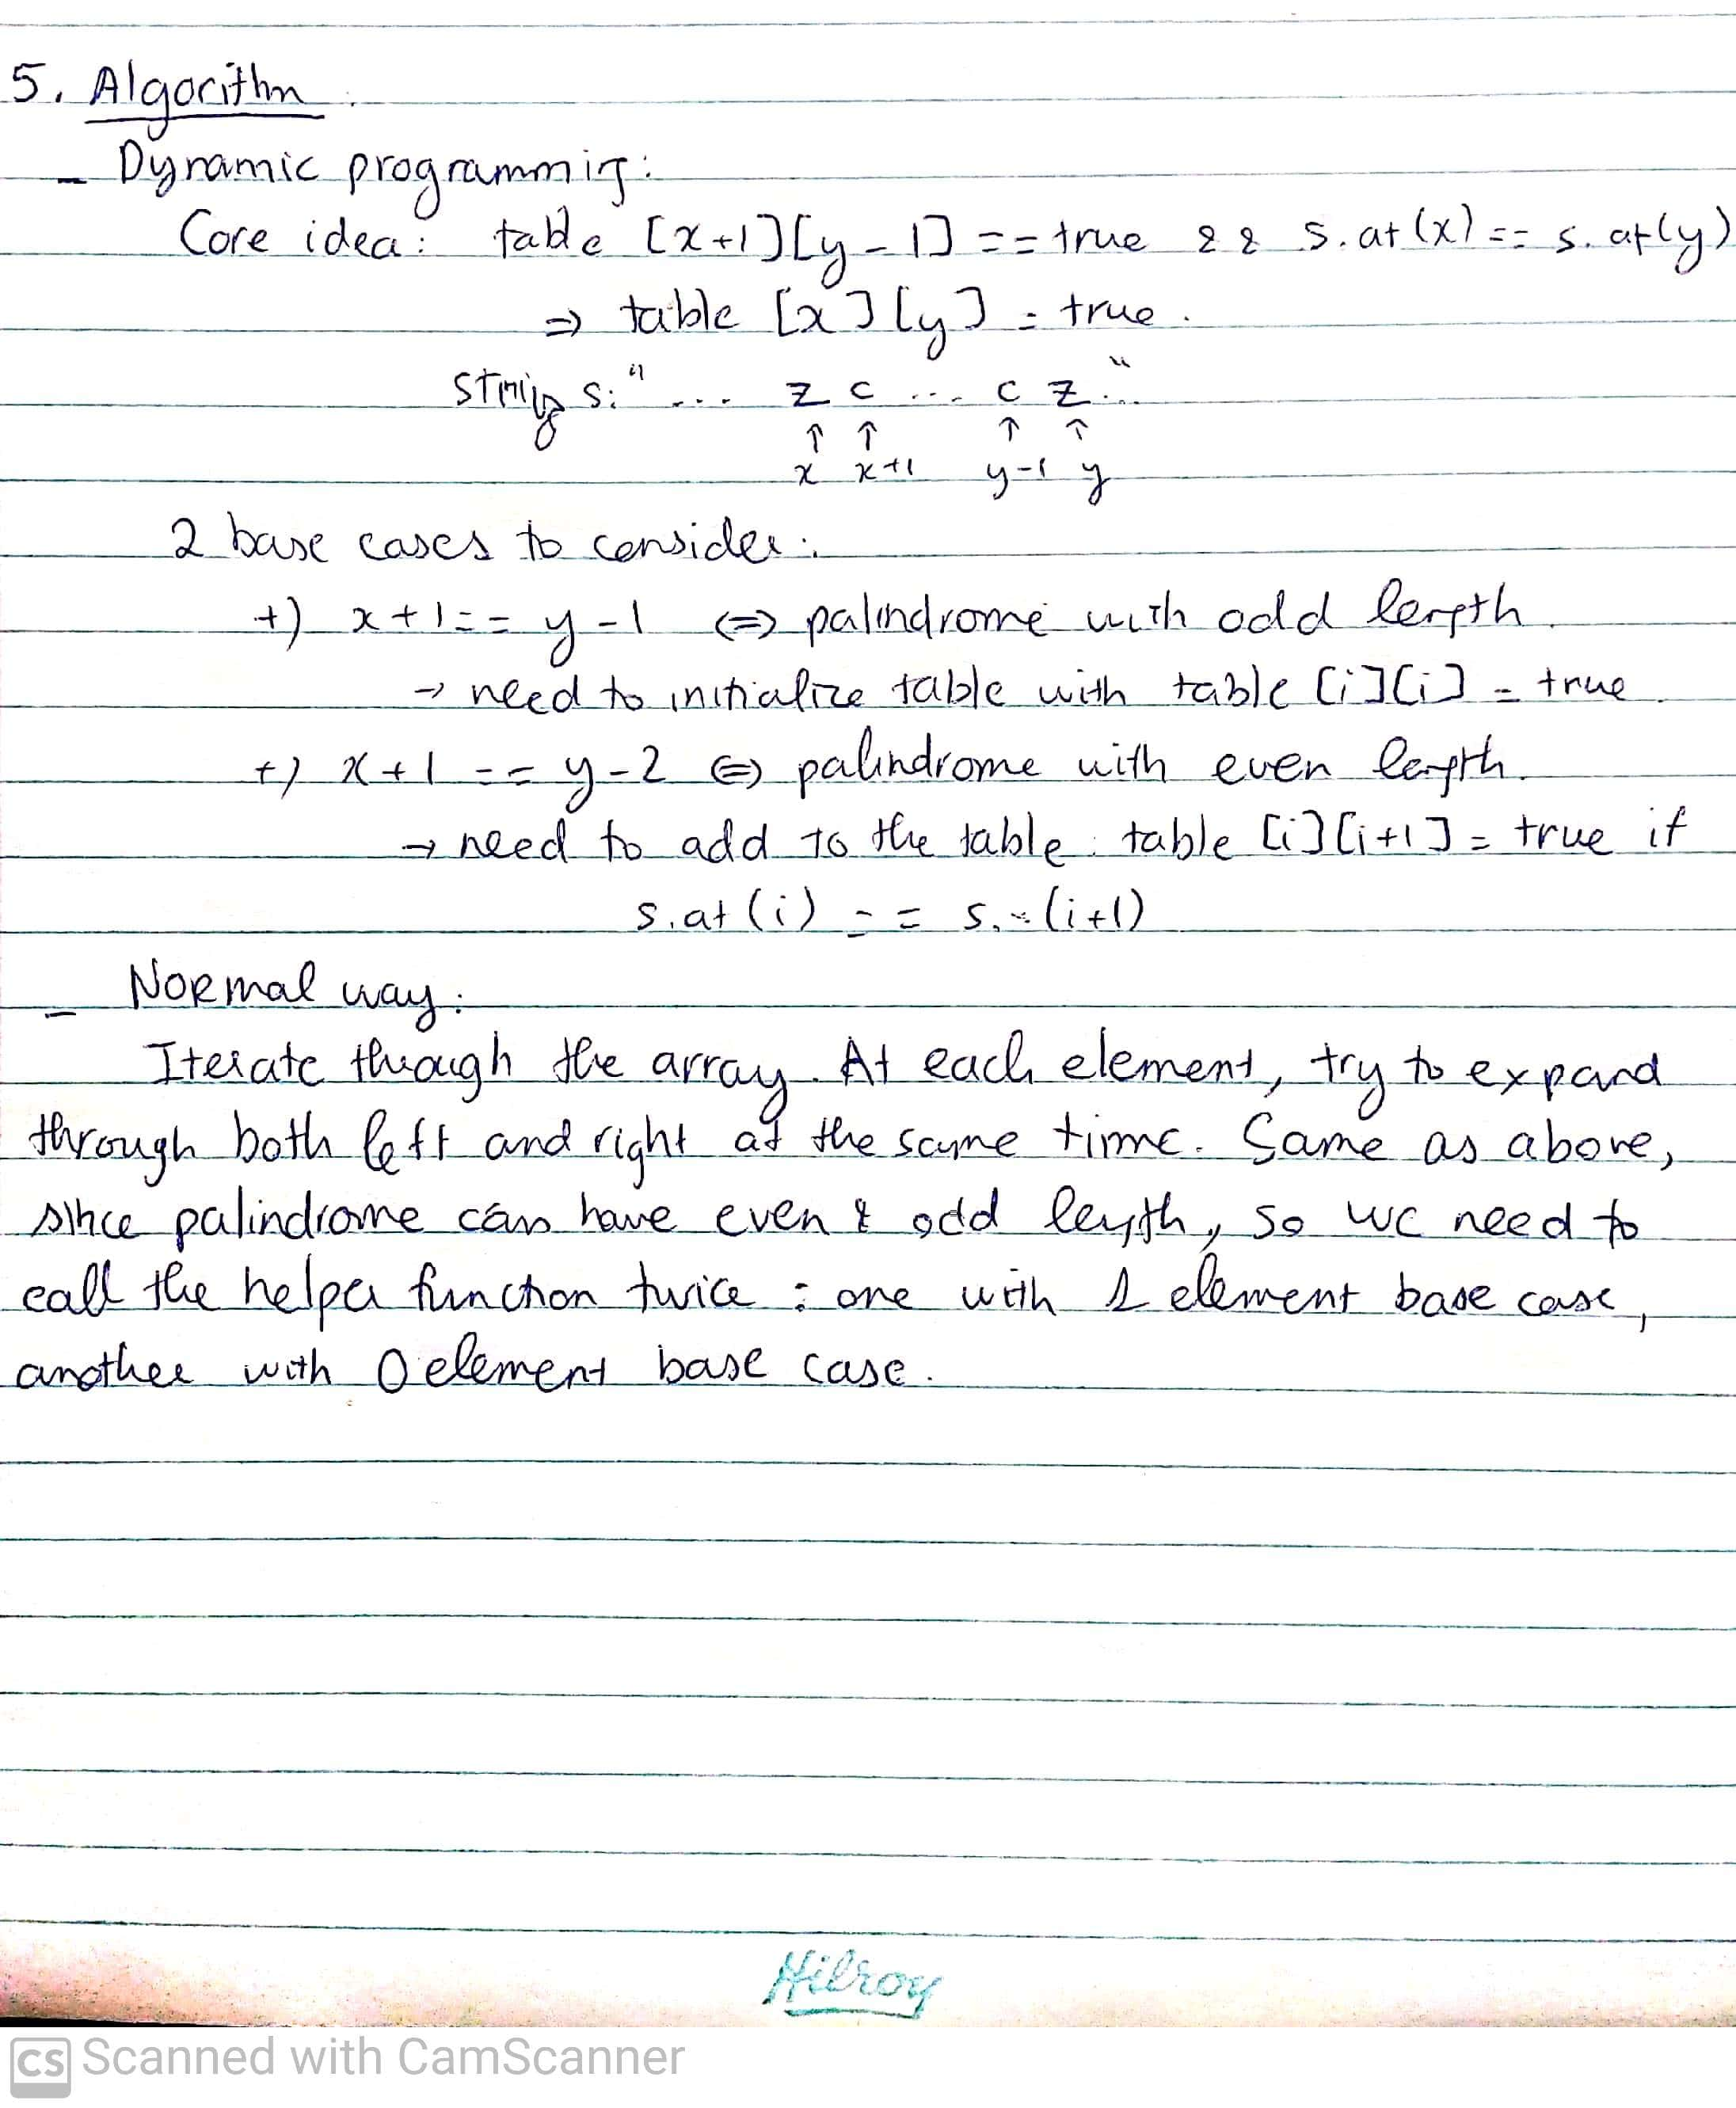 5. Algorithm.
- Dynamic programming:
Core idea: table [x+1][y-1] == true && s.at(x) == s.at(y)
⇒ table [x][y] = true.
string s: " ... z c ... c z ... "
↑ ↑ ↑ ↑
x x+1 y-1 y
2 base cases to consider:
+) x+1 == y-1 ⇔ palindrome with odd length.
→ need to initialize table with table [i][i] = true.
+) x+1 == y-2 ⇔ palindrome with even length.
→ need to add to the table: table [i][i+1] = true if
s.at(i) == s.~(i+1)
- Normal way:
Iterate through the array. At each element, try to expand
through both left and right at the same time. Same as above,
since palindrome can have even & odd length, so we need to
call the helper function twice: one with 1 element base case,
another with 0 element base case.
Hilroy
CS Scanned with CamScanner